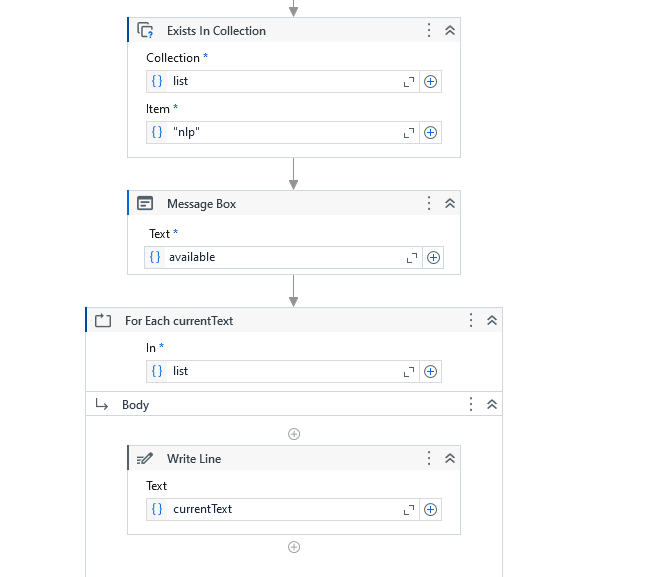 Exists In Collection
Collection *
{} list
Item *
{} "nlp"
Message Box
Text *
{} available
For Each currentText
In *
{} list
Body
Write Line
Text
{} currentText